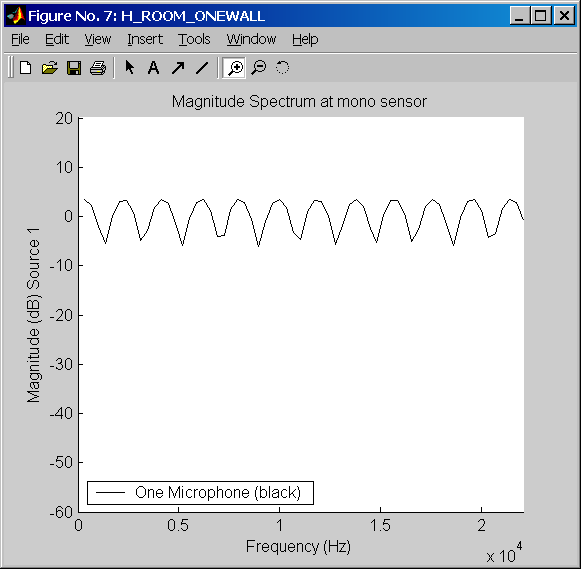 Figure No. 7: H_ROOM_ONEWALL
File Edit View Insert Tools Window Help
A
Magnitude Spectrum at mono sensor
20
10
0
-10
-20
-30
-40
-50
-60
Magnitude (dB) Source 1
One Microphone (black)
0 0.5 1 1.5 2
x 10^4
Frequency (Hz)